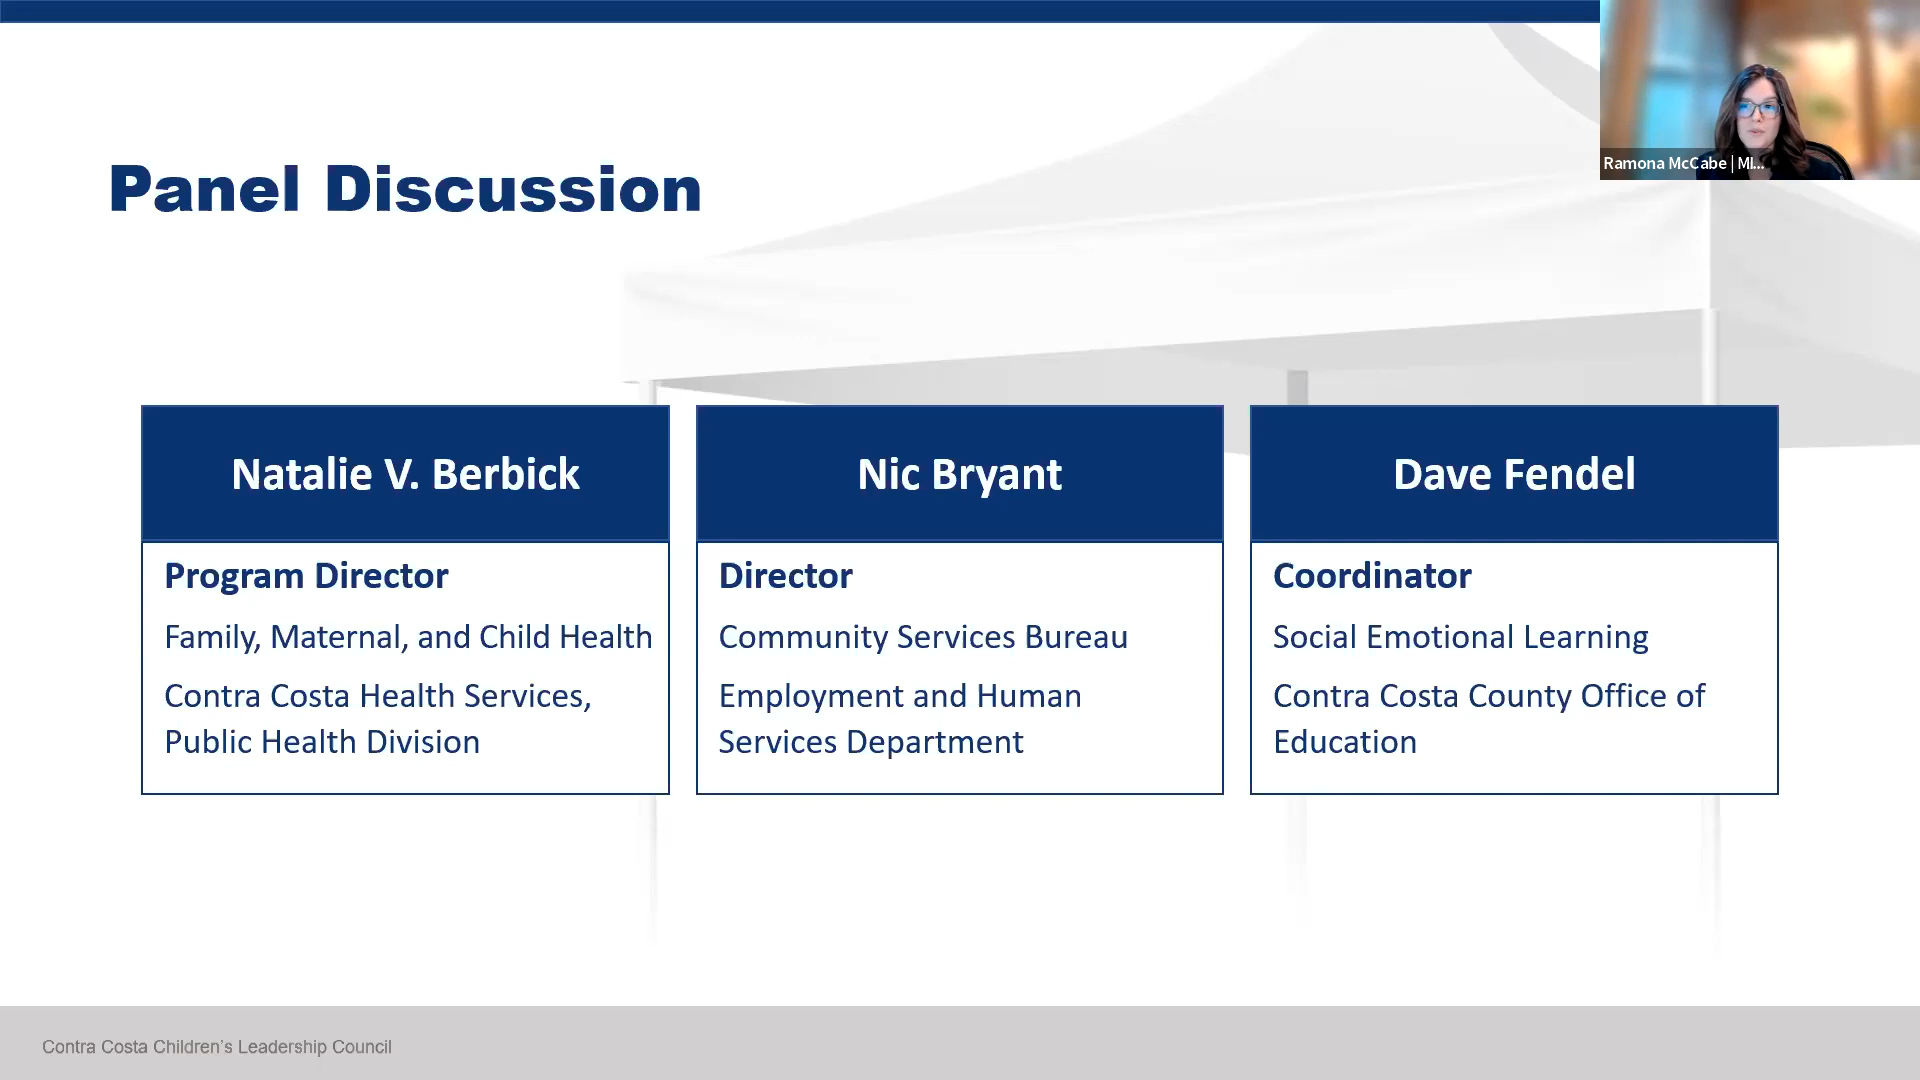 Panel Discussion
Ramona McCabe | MI...
Natalie V. Berbick
Program Director
Family, Maternal, and Child Health
Contra Costa Health Services,
Public Health Division
Nic Bryant
Director
Community Services Bureau
Employment and Human
Services Department
Dave Fendel
Coordinator
Social Emotional Learning
Contra Costa County Office of
Education
Contra Costa Children's Leadership Council